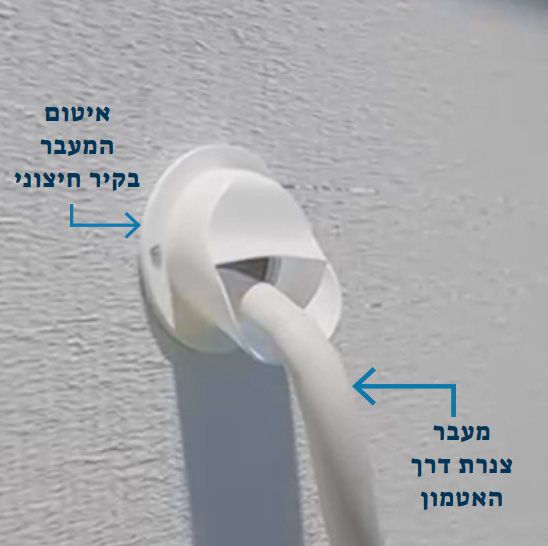 איטום
המעבר
בקיר חיצוני
מעבר
צנרת דרך
האטמון